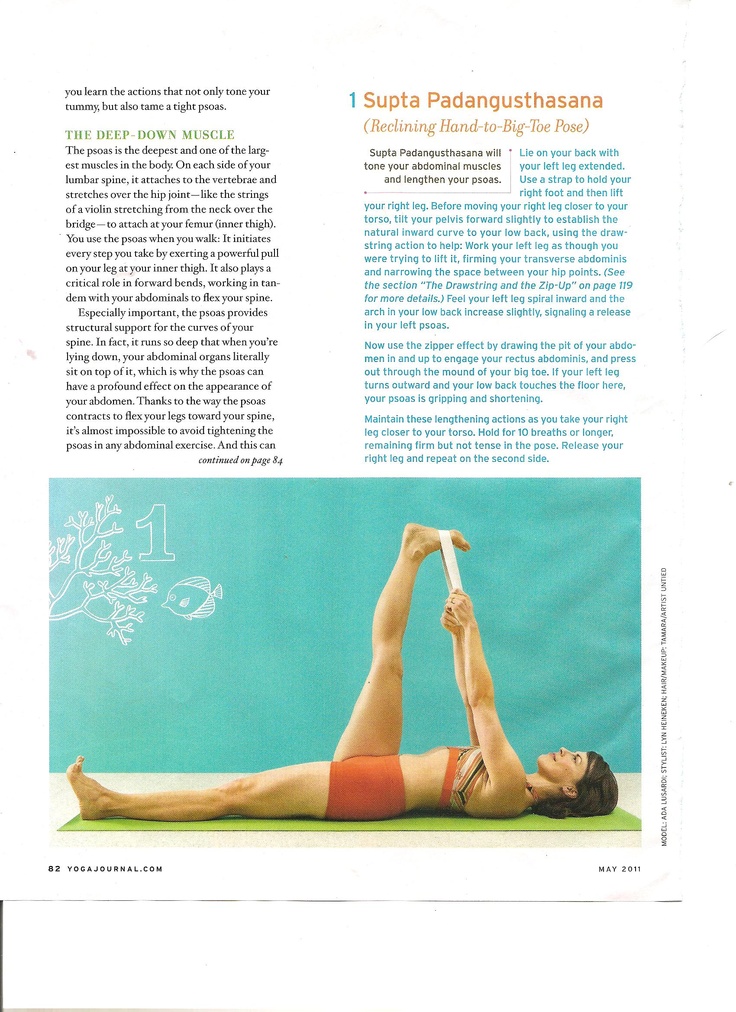 you learn the actions that not only tone your
tummy, but also tame a tight psoas.
THE DEEP-DOWN MUSCLE
The psoas is the deepest and one of the larg-
est muscles in the body. On each side of your
lumbar spine, it attaches to the vertebrae and
stretches over the hip joint—like the strings
of a violin stretching from the neck over the
bridge—to attach at your femur (inner thigh).
You use the psoas when you walk: It initiates
every step you take by exerting a powerful pull
on your leg at your inner thigh. It also plays a
critical role in forward bends, working in tan-
dem with your abdominals to flex your spine.
Especially important, the psoas provides
structural support for the curves of your
spine. In fact, it runs so deep that when you're
lying down, your abdominal organs literally
sit on top of it, which is why the psoas can
have a profound effect on the appearance of
your abdomen. Thanks to the way the psoas
contracts to flex your legs toward your spine,
it's almost impossible to avoid tightening the
psoas in any abdominal exercise. And this can
continued on page 84
1 Supta Padangusthasana
(Reclining Hand-to-Big-Toe Pose)
Supta Padangusthasana will
tone your abdominal muscles
and lengthen your psoas.
Lie on your back with
your left leg extended.
Use a strap to hold your
right foot and then lift
your right leg. Before moving your right leg closer to your
torso, tilt your pelvis forward slightly to establish the
natural inward curve to your low back, using the draw-
string action to help: Work your left leg as though you
were trying to lift it, firming your transverse abdominis
and narrowing the space between your hip points. (See
the section "The Drawstring and the Zip-Up" on page 119
for more details.) Feel your left leg spiral inward and the
arch in your low back increase slightly, signaling a release
in your left psoas.
Now use the zipper effect by drawing the pit of your abdo-
men in and up to engage your rectus abdominis, and press
out through the mound of your big toe. If your left leg
turns outward and your low back touches the floor here,
your psoas is gripping and shortening.
Maintain these lengthening actions as you take your right
leg closer to your torso. Hold for 10 breaths or longer,
remaining firm but not tense in the pose. Release your
right leg and repeat on the second side.
1
MODEL: ADA LUSARDI; STYLIST: LYN HEINEKEN; HAIR/MAKEUP: TAMARA/ARTIST UNTIED
82 YOGAJOURNAL.COM
MAY 2011